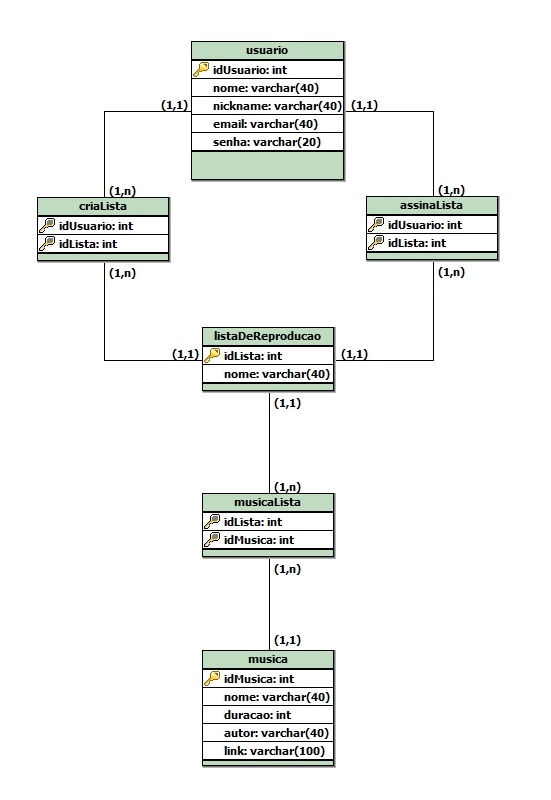 usuario
idUsuario: int
nome: varchar(40)
(1,1) nickname: varchar(40) (1,1)
email: varchar(40)
senha: varchar(20)
(1,n) (1,n)
criaLista
idUsuario: int
idLista: int
(1,n)
assinaLista
idUsuario: int
idLista: int
(1,n)
listaDeReproducao
(1,1) idLista: int (1,1)
nome: varchar(40)
(1,1)
(1,n)
musicaLista
idLista: int
idMusica: int
(1,n)
(1,1)
musica
idMusica: int
nome: varchar(40)
duracao: int
autor: varchar(40)
link: varchar(100)